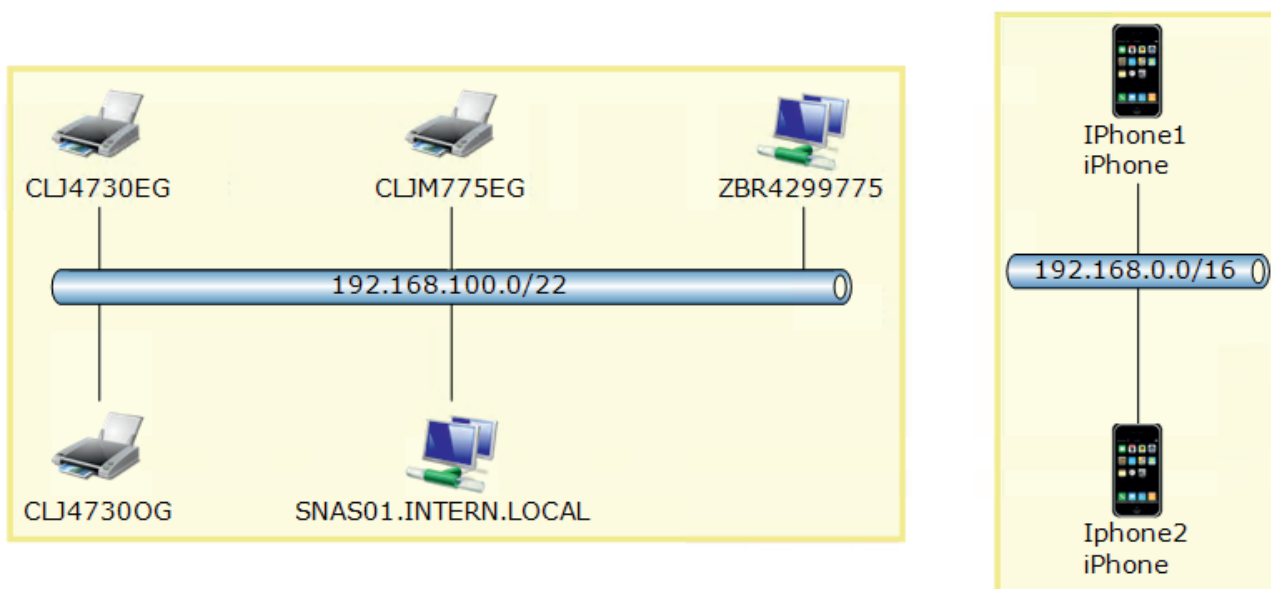 CLJ4730EG
CLJM775EG
ZBR4299775
192.168.100.0/22
CLJ4730OG
SNAS01.INTERN.LOCAL
IPhone1
iPhone
192.168.0.0/16
Iphone2
iPhone